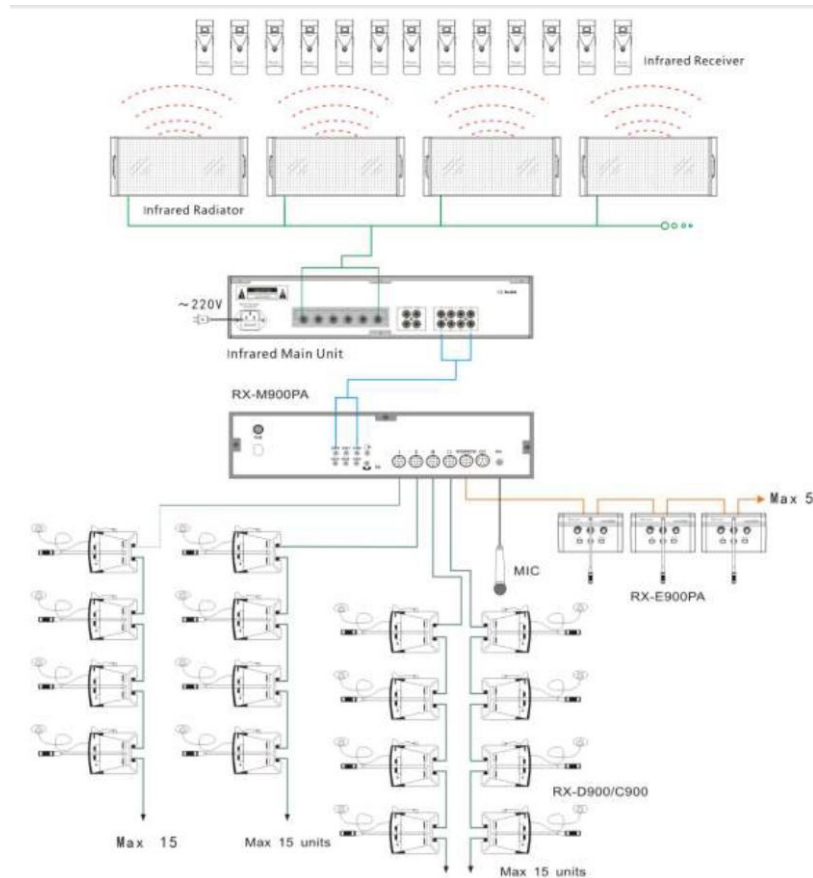 Infrared Receiver
Infrared Radiator
~220V
Infrared Main Unit
RX-M900PA
Max 5
MIC
RX-E900PA
RX-D900/C900
Max 15
Max 15 units
Max 15 units